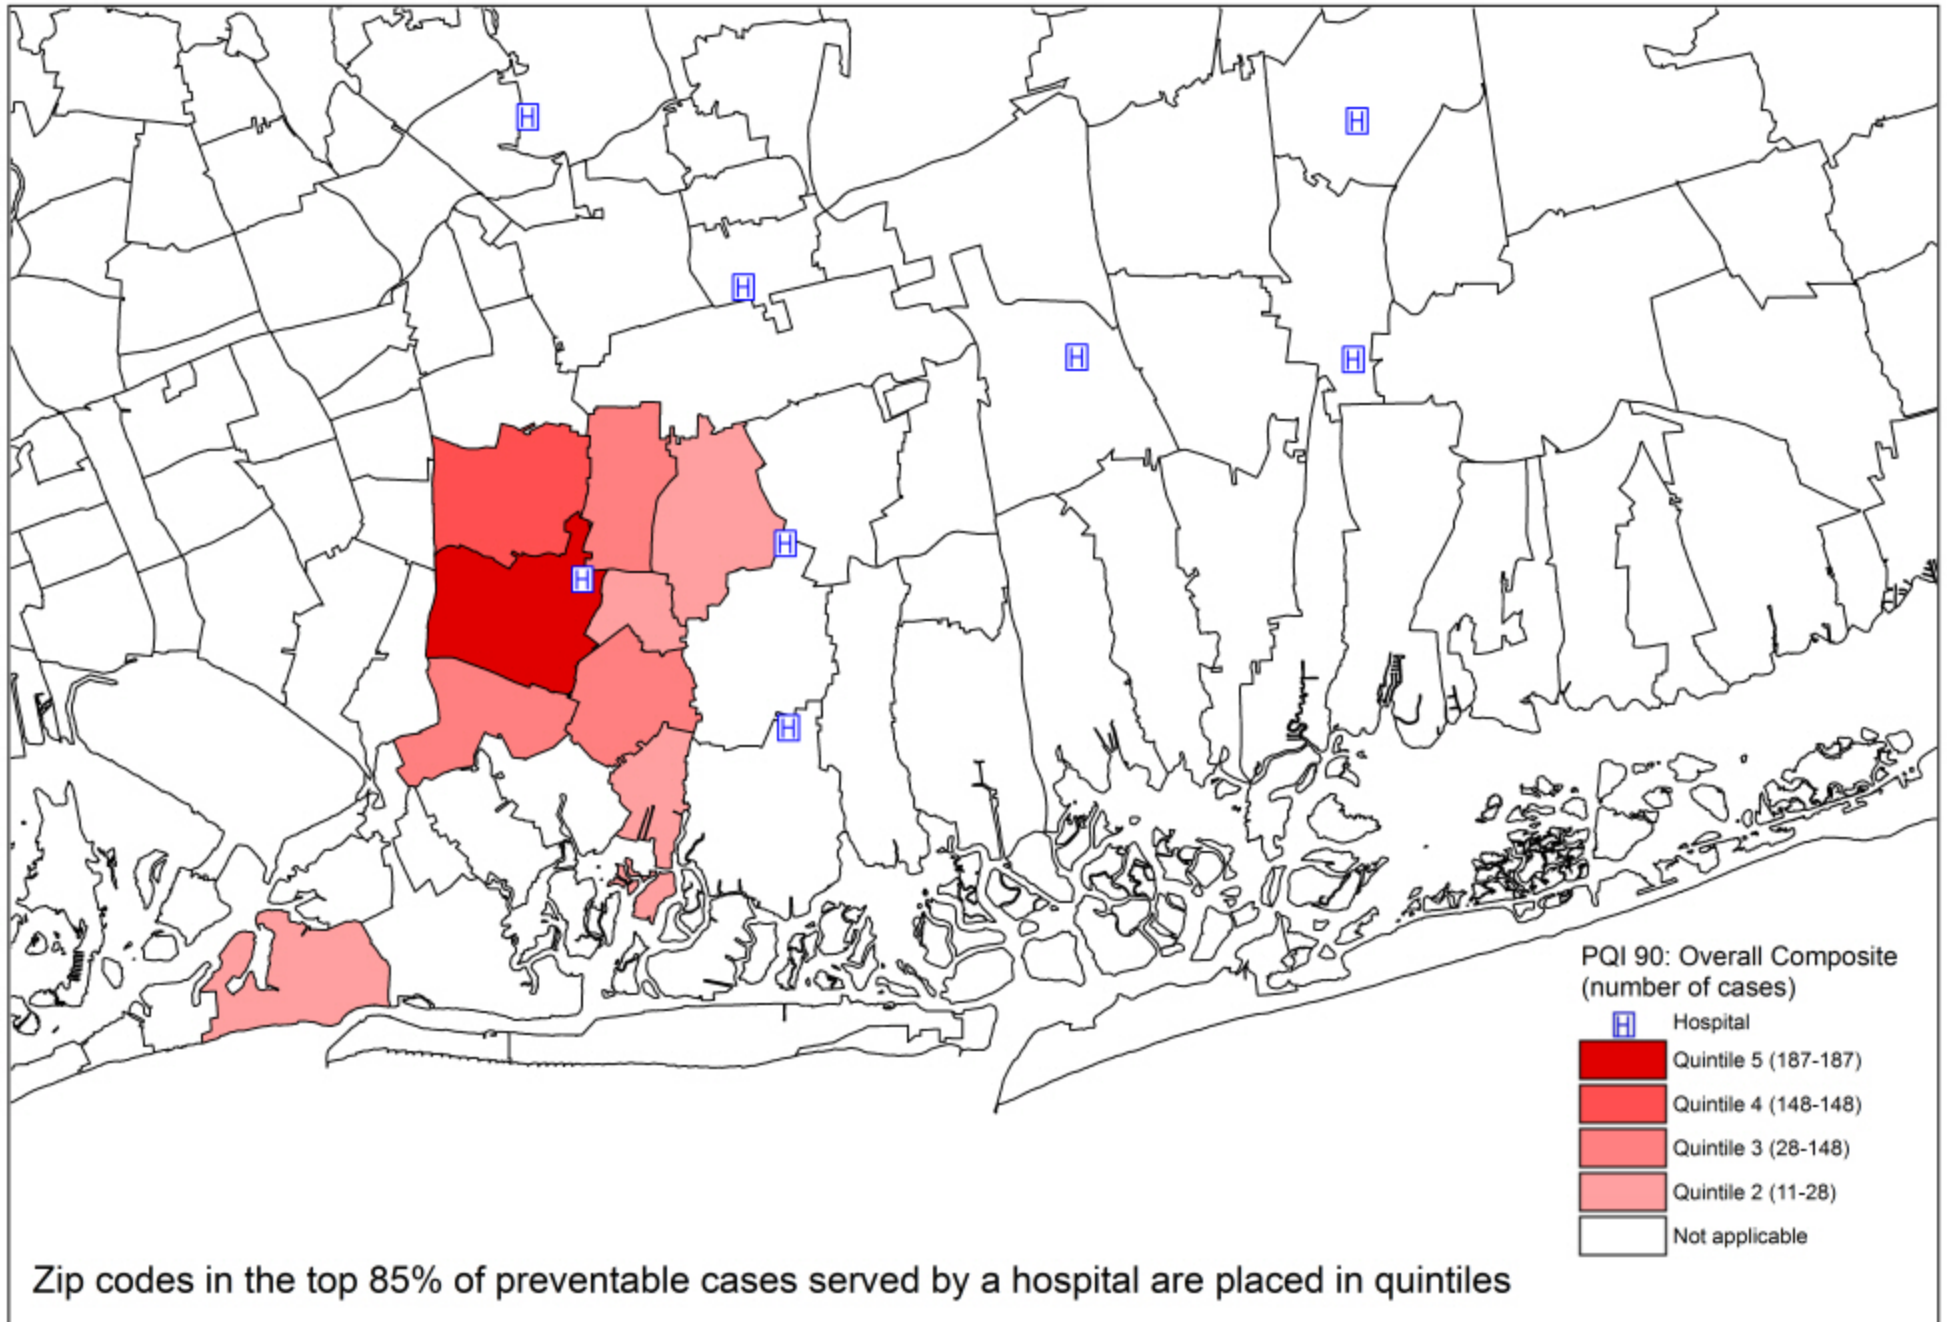 H
H
H
H
H
H
H
H
PQI 90: Overall Composite
(number of cases)
H Hospital
Quintile 5 (187-187)
Quintile 4 (148-148)
Quintile 3 (28-148)
Quintile 2 (11-28)
Not applicable
Zip codes in the top 85% of preventable cases served by a hospital are placed in quintiles